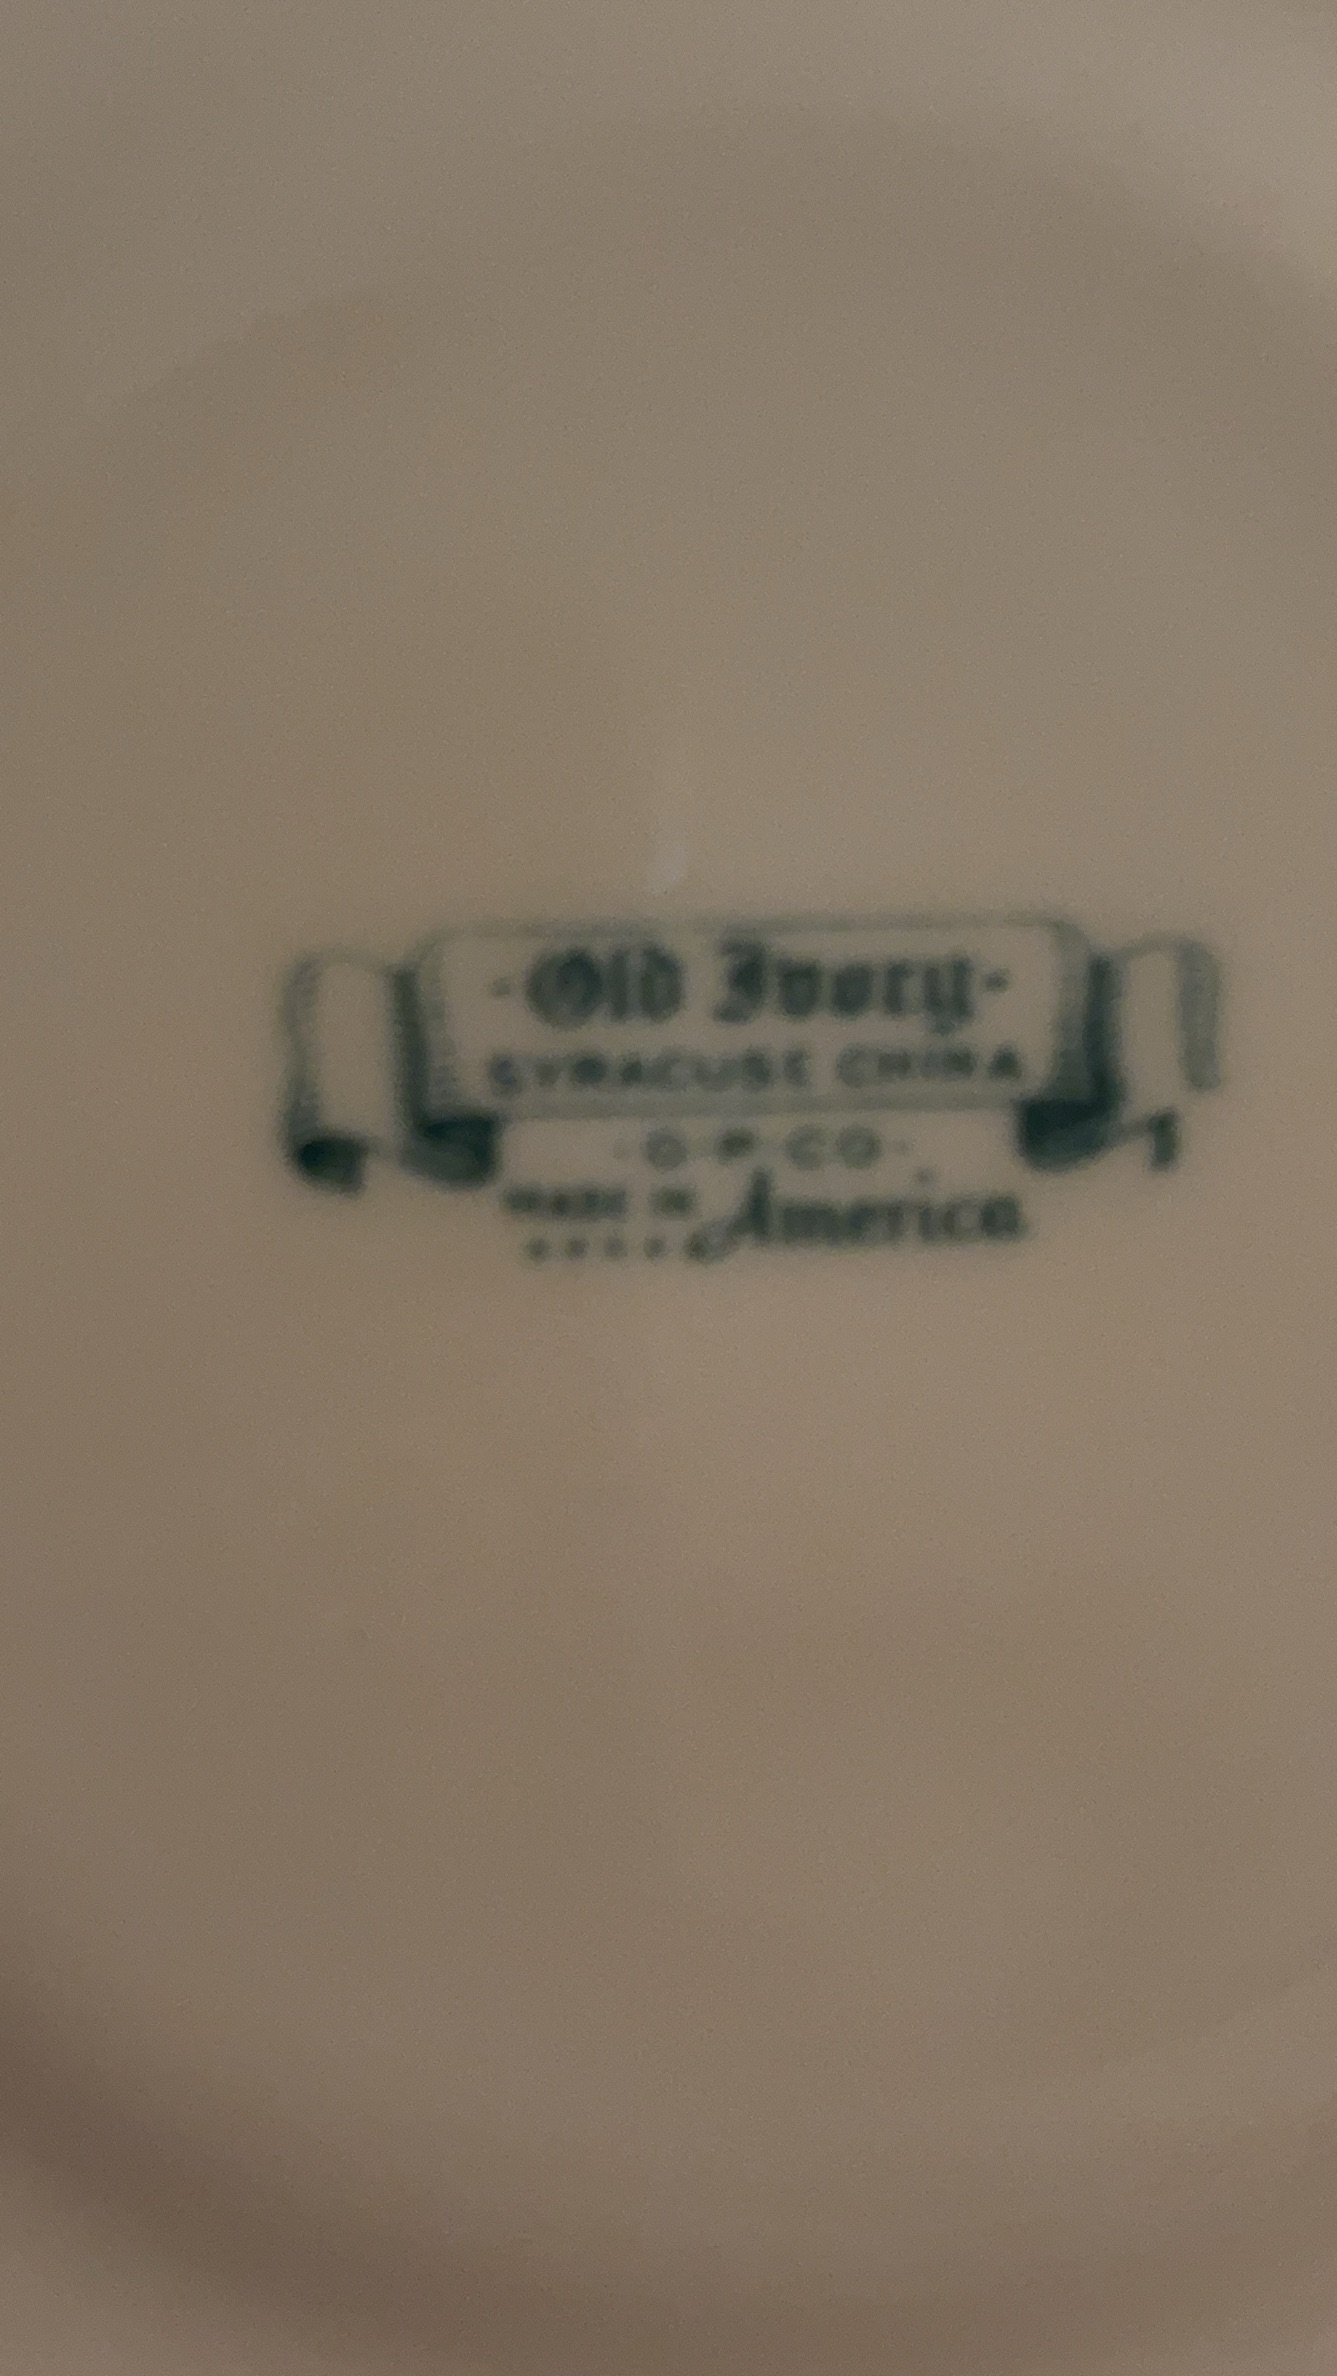 · Old Ivory ·
SYRACUSE CHINA
· O · P · CO ·
MADE IN America